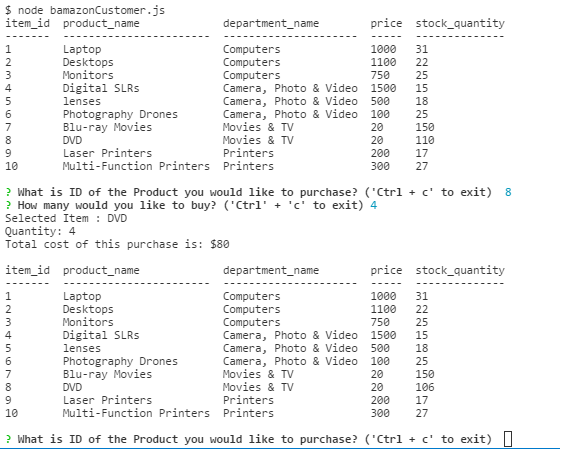 $ node bamazonCustomer.js
item_id  product_name             department_name        price  stock_quantity
-------  -----------------------  ---------------------  -----  --------------
1        Laptop                   Computers              1000   31
2        Desktops                 Computers              1100   22
3        Monitors                 Computers              750    25
4        Digital SLRs             Camera, Photo & Video  1500   15
5        lenses                   Camera, Photo & Video  500    18
6        Photography Drones       Camera, Photo & Video  100    25
7        Blu-ray Movies           Movies & TV            20     150
8        DVD                      Movies & TV            20     110
9        Laser Printers           Printers               200    17
10       Multi-Function Printers  Printers               300    27
? What is ID of the Product you would like to purchase? ('Ctrl + c' to exit)  8
? How many would you like to buy? ('Ctrl' + 'c' to exit) 4
Selected Item : DVD
Quantity: 4
Total cost of this purchase is: $80
item_id  product_name             department_name        price  stock_quantity
-------  -----------------------  ---------------------  -----  --------------
1        Laptop                   Computers              1000   31
2        Desktops                 Computers              1100   22
3        Monitors                 Computers              750    25
4        Digital SLRs             Camera, Photo & Video  1500   15
5        lenses                   Camera, Photo & Video  500    18
6        Photography Drones       Camera, Photo & Video  100    25
7        Blu-ray Movies           Movies & TV            20     150
8        DVD                      Movies & TV            20     106
9        Laser Printers           Printers               200    17
10       Multi-Function Printers  Printers               300    27
? What is ID of the Product you would like to purchase? ('Ctrl + c' to exit)